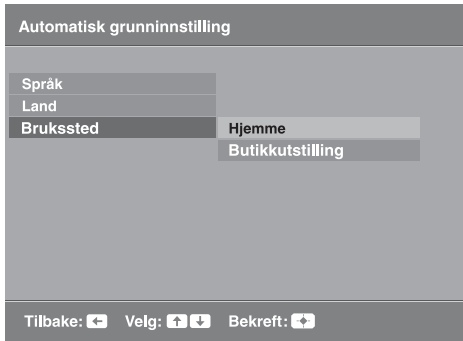 Automatisk grunninnstilling
Språk
Land
Brukssted
Hjemme
Butikkutstilling
Tilbake: Velg: Bekreft: